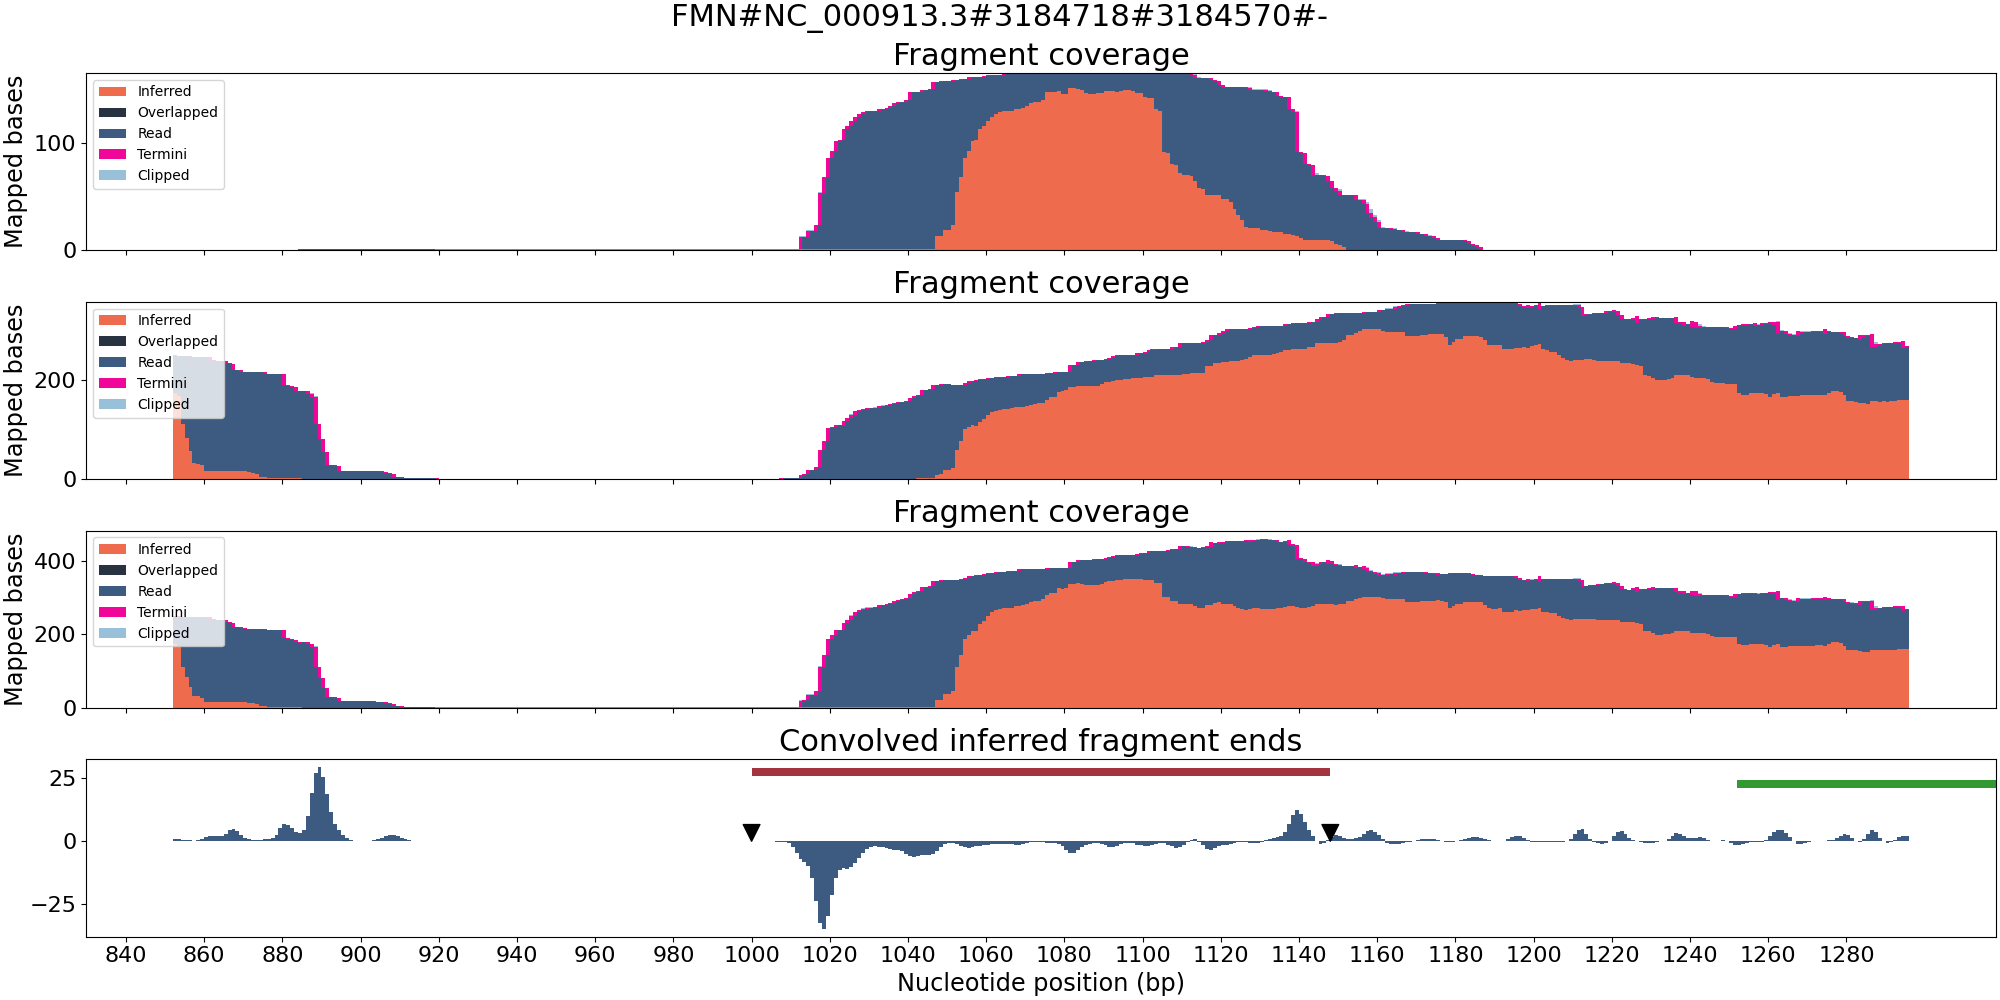 FMN#NC_000913.3#3184718#3184570#-
Fragment coverage
Mapped bases
100
0
Inferred
Overlapped
Read
Termini
Clipped
Fragment coverage
Mapped bases
200
0
Inferred
Overlapped
Read
Termini
Clipped
Fragment coverage
Mapped bases
400
200
0
Inferred
Overlapped
Read
Termini
Clipped
Convolved inferred fragment ends
25
0
−25
840 860 880 900 920 940 960 980 1000 1020 1040 1060 1080 1100 1120 1140 1160 1180 1200 1220 1240 1260 1280
Nucleotide position (bp)